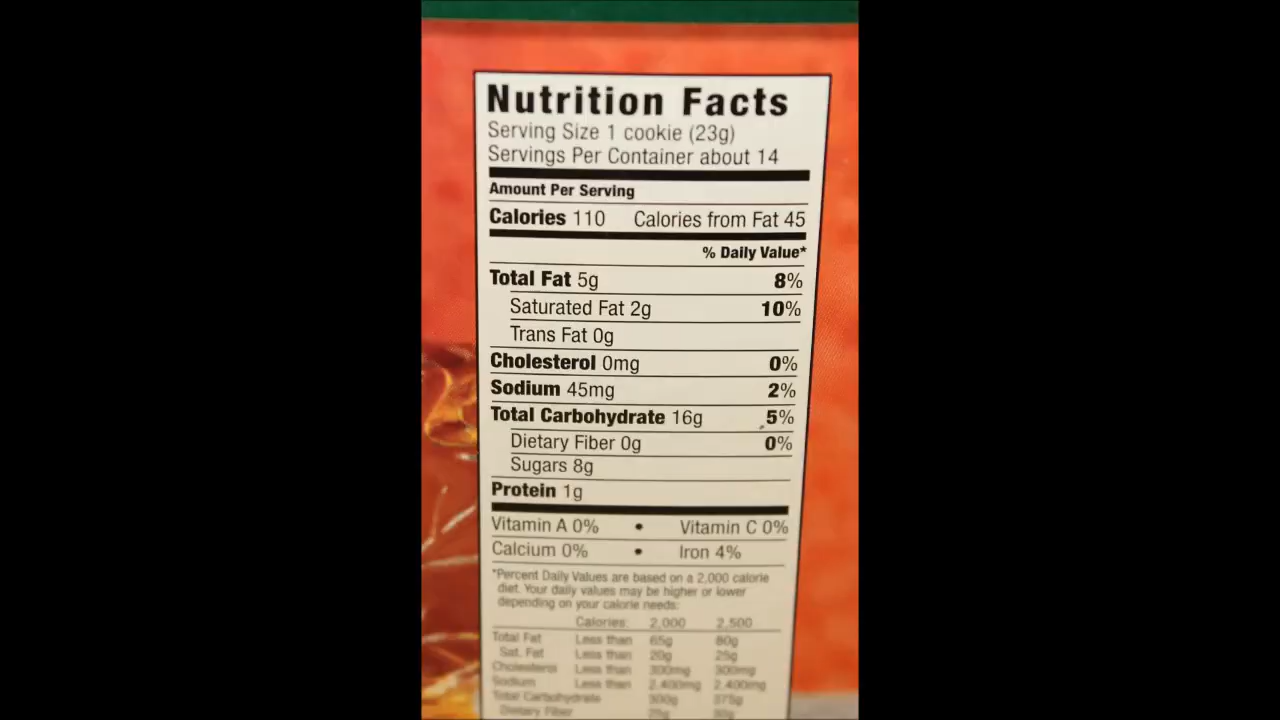 Nutrition Facts
Serving Size 1 cookie (23g)
Servings Per Container about 14
Amount Per Serving
Calories 110 Calories from Fat 45
% Daily Value*
Total Fat 5g 8%
Saturated Fat 2g 10%
Trans Fat 0g
Cholesterol 0mg 0%
Sodium 45mg 2%
Total Carbohydrate 16g 5%
Dietary Fiber 0g 0%
Sugars 8g
Protein 1g
Vitamin A 0% • Vitamin C 0%
Calcium 0% • Iron 4%
*Percent Daily Values are based on a 2,000 calorie
diet. Your daily values may be higher or lower
depending on your calorie needs:
Calories: 2,000 2,500
Total Fat Less than 65g 80g
Sat. Fat Less than 20g 25g
Cholesterol Less than 300mg 300mg
Sodium Less than 2,400mg 2,400mg
Total Carbohydrate 300g 375g
Dietary Fiber